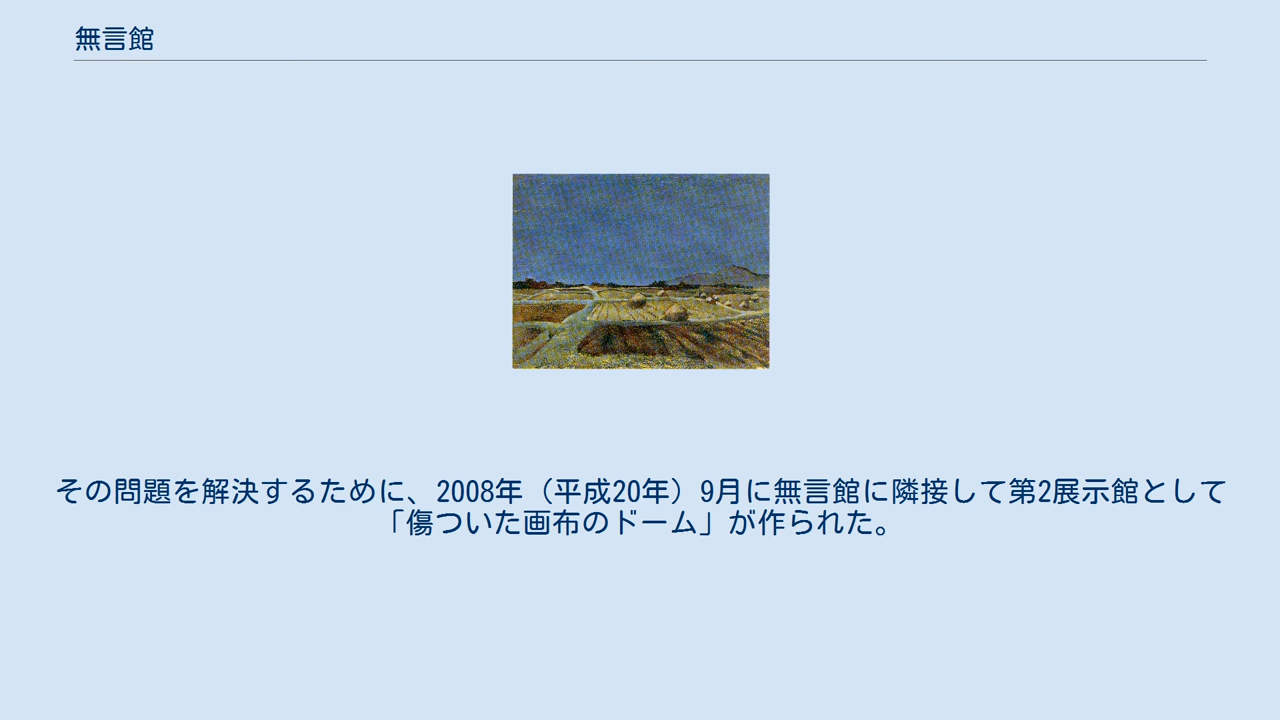 無言館
その問題を解決するために、2008年（平成20年）9月に無言館に隣接して第2展示館として
「傷ついた画布のドーム」が作られた。